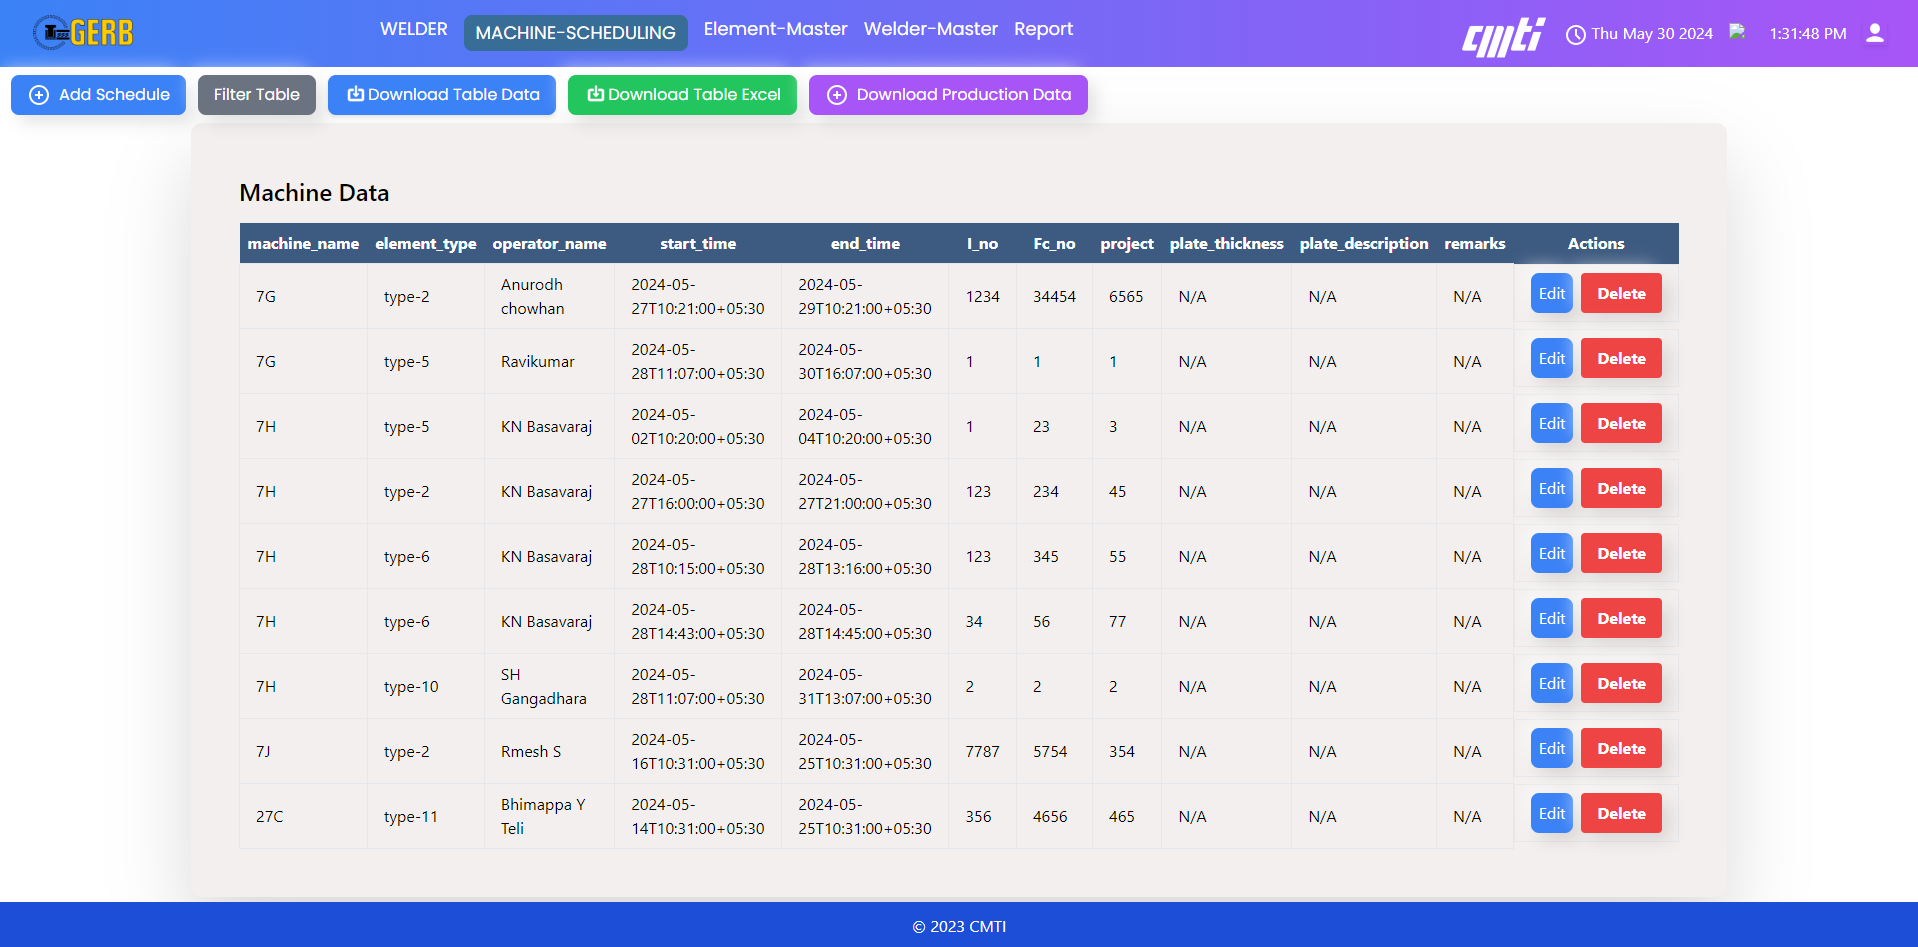 GERB
WELDER MACHINE-SCHEDULING Element-Master Welder-Master Report
cmti Thu May 30 2024 1:31:48 PM
Add Schedule Filter Table Download Table Data Download Table Excel Download Production Data
Machine Data
machine_name element_type operator_name start_time end_time I_no Fc_no project plate_thickness plate_description remarks Actions
7G type-2 Anurodh chowhan 2024-05-27T10:21:00+05:30 2024-05-29T10:21:00+05:30 1234 34454 6565 N/A N/A N/A Edit Delete
7G type-5 Ravikumar 2024-05-28T11:07:00+05:30 2024-05-30T16:07:00+05:30 1 1 1 N/A N/A N/A Edit Delete
7H type-5 KN Basavaraj 2024-05-02T10:20:00+05:30 2024-05-04T10:20:00+05:30 1 23 3 N/A N/A N/A Edit Delete
7H type-2 KN Basavaraj 2024-05-27T16:00:00+05:30 2024-05-27T21:00:00+05:30 123 234 45 N/A N/A N/A Edit Delete
7H type-6 KN Basavaraj 2024-05-28T10:15:00+05:30 2024-05-28T13:16:00+05:30 123 345 55 N/A N/A N/A Edit Delete
7H type-6 KN Basavaraj 2024-05-28T14:43:00+05:30 2024-05-28T14:45:00+05:30 34 56 77 N/A N/A N/A Edit Delete
7H type-10 SH Gangadhara 2024-05-28T11:07:00+05:30 2024-05-31T13:07:00+05:30 2 2 2 N/A N/A N/A Edit Delete
7J type-2 Rmesh S 2024-05-16T10:31:00+05:30 2024-05-25T10:31:00+05:30 7787 5754 354 N/A N/A N/A Edit Delete
27C type-11 Bhimappa Y Teli 2024-05-14T10:31:00+05:30 2024-05-25T10:31:00+05:30 356 4656 465 N/A N/A N/A Edit Delete
© 2023 CMTI